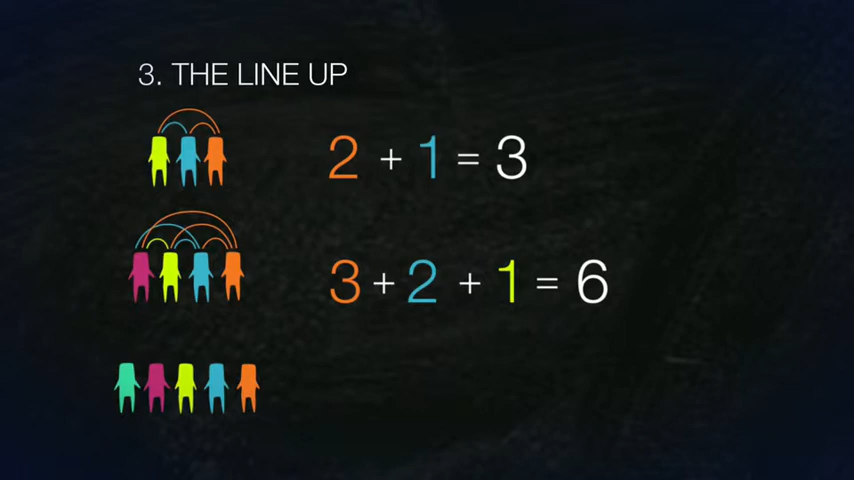 3. THE LINE UP
2 + 1 = 3
3 + 2 + 1 = 6